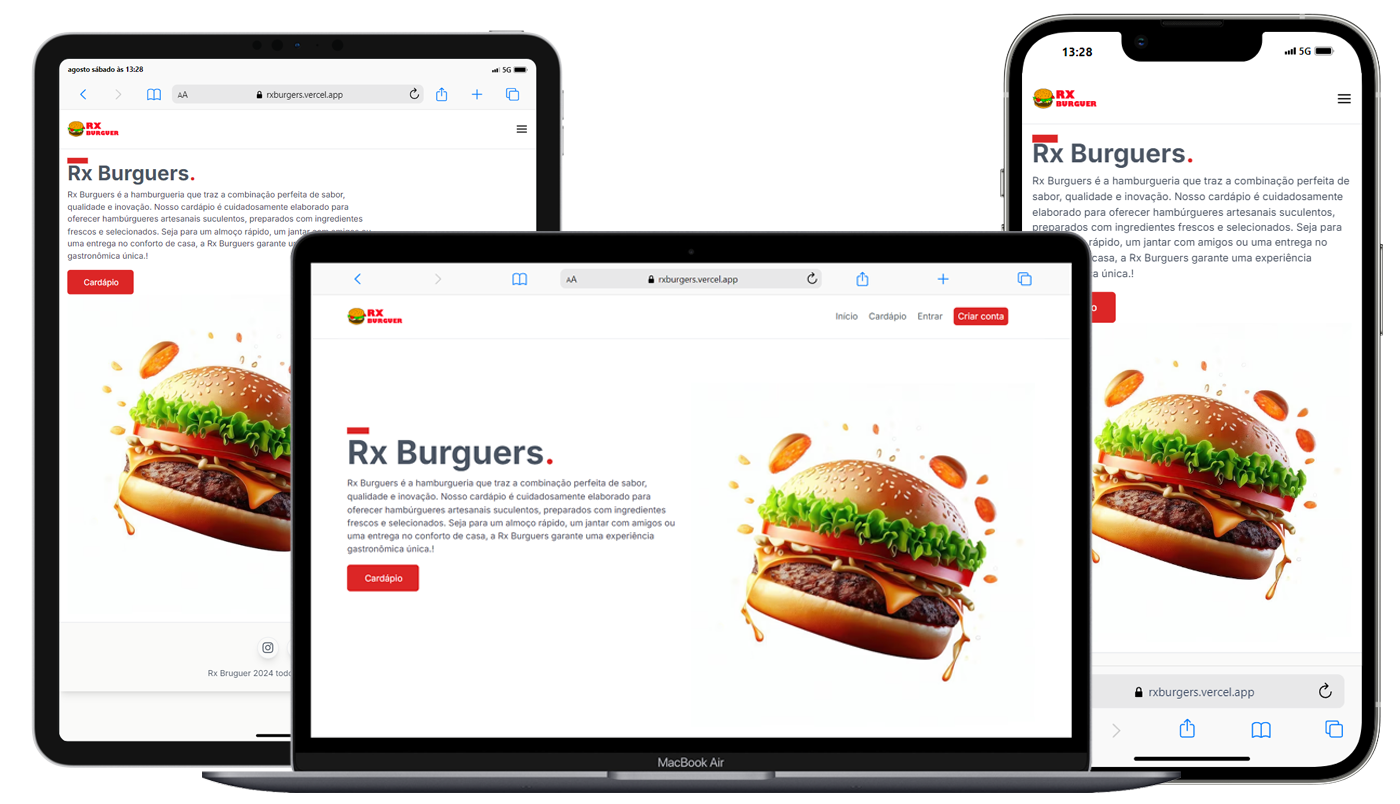 agosto sábado às 13:28
5G
AA
rxburgers.vercel.app
RX
BURGUER
Rx Burguers.
Rx Burguers é a hamburgueria que traz a combinação perfeita de sabor,
qualidade e inovação. Nosso cardápio é cuidadosamente elaborado para
oferecer hambúrgueres artesanais suculentos, preparados com ingredientes
frescos e selecionados. Seja para um almoço rápido, um jantar com amigos ou
uma entrega no conforto de casa, a Rx Burguers garante
gastronômica única.!
Cardápio
Rx Bruguer 2024
AA
rxburgers.vercel.app
RX
BURGUER
Início Cardápio Entrar Criar conta
Rx Burguers.
Rx Burguers é a hamburgueria que traz a combinação perfeita de sabor,
qualidade e inovação. Nosso cardápio é cuidadosamente elaborado para
oferecer hambúrgueres artesanais suculentos, preparados com ingredientes
frescos e selecionados. Seja para um almoço rápido, um jantar com amigos ou
uma entrega no conforto de casa, a Rx Burguers garante uma experiência
gastronômica única.!
Cardápio
MacBook Air
13:28
5G
RX
BURGUER
Rx Burguers.
Rx Burguers é a hamburgueria que traz a combinação perfeita de
sabor, qualidade e inovação. Nosso cardápio é cuidadosamente
elaborado para oferecer hambúrgueres artesanais suculentos,
preparados com ingredientes frescos e selecionados. Seja para
rápido, um jantar com amigos ou uma entrega no
casa, a Rx Burguers garante uma experiência
única.!
rxburgers.vercel.app